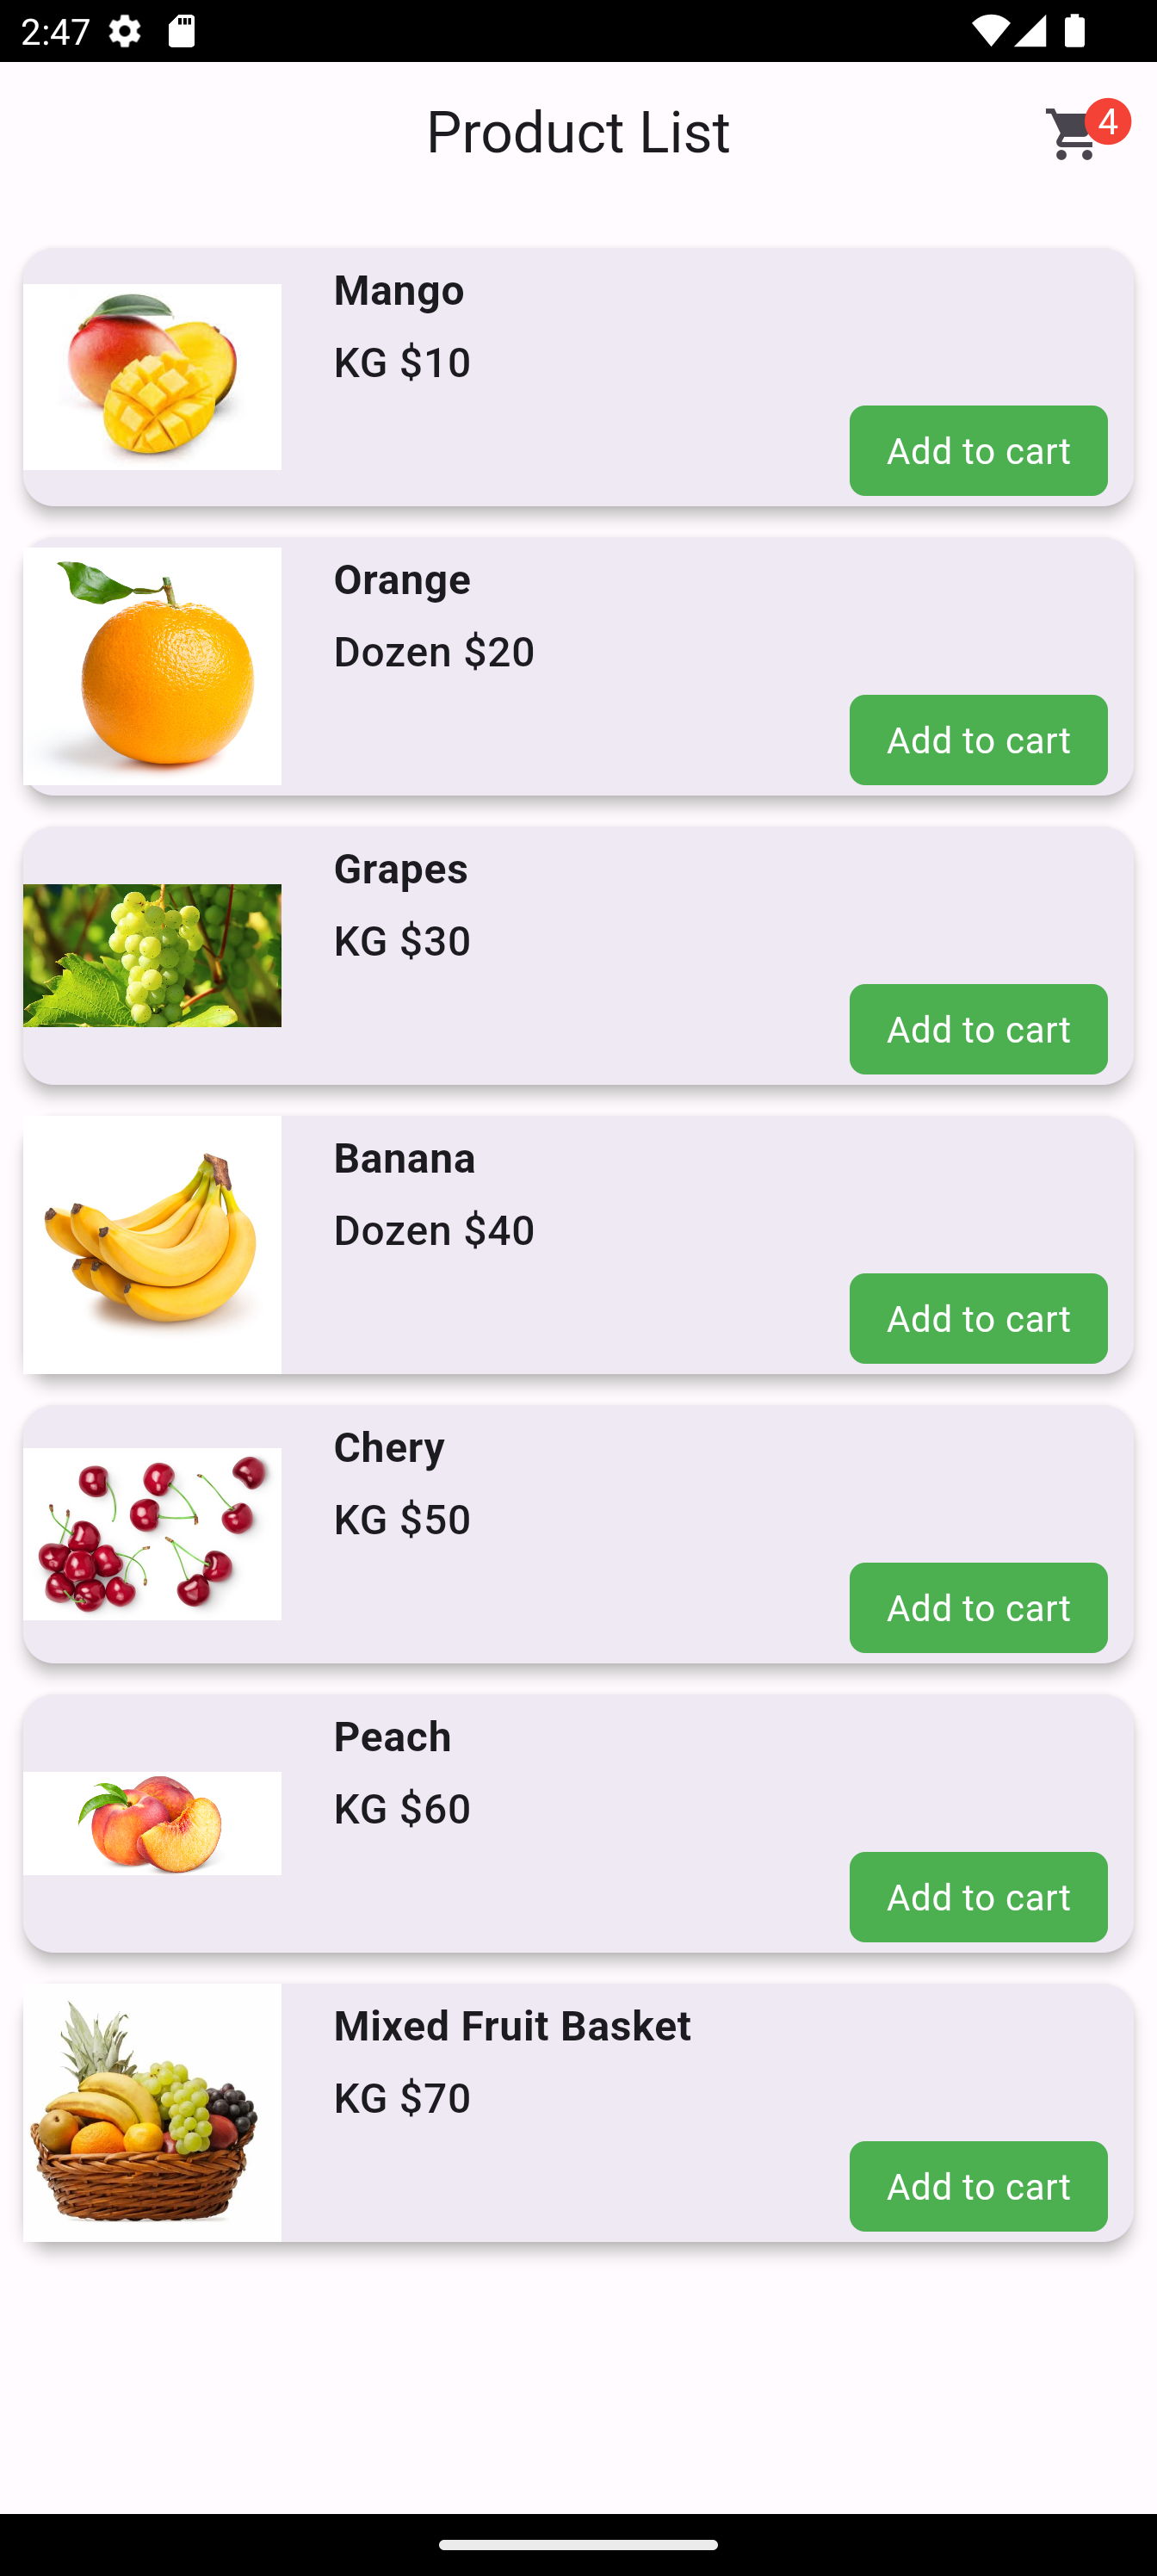 2:47
Product List
4
Mango
KG $10
Add to cart
Orange
Dozen $20
Add to cart
Grapes
KG $30
Add to cart
Banana
Dozen $40
Add to cart
Chery
KG $50
Add to cart
Peach
KG $60
Add to cart
Mixed Fruit Basket
KG $70
Add to cart